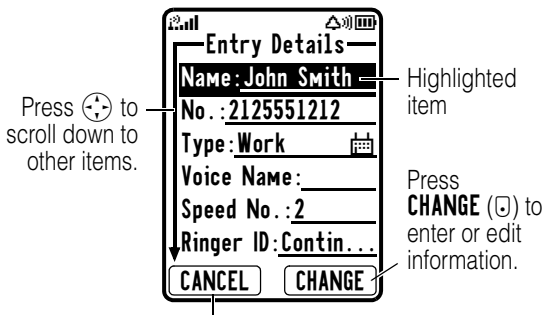 Entry Details
Name:John Smith
No.:2125551212
Type:Work
Voice Name:
Speed No.:2
Ringer ID:Contin...
CANCEL CHANGE
Press to
scroll down to
other items.
Highlighted
item
Press
CHANGE ( ) to
enter or edit
information.